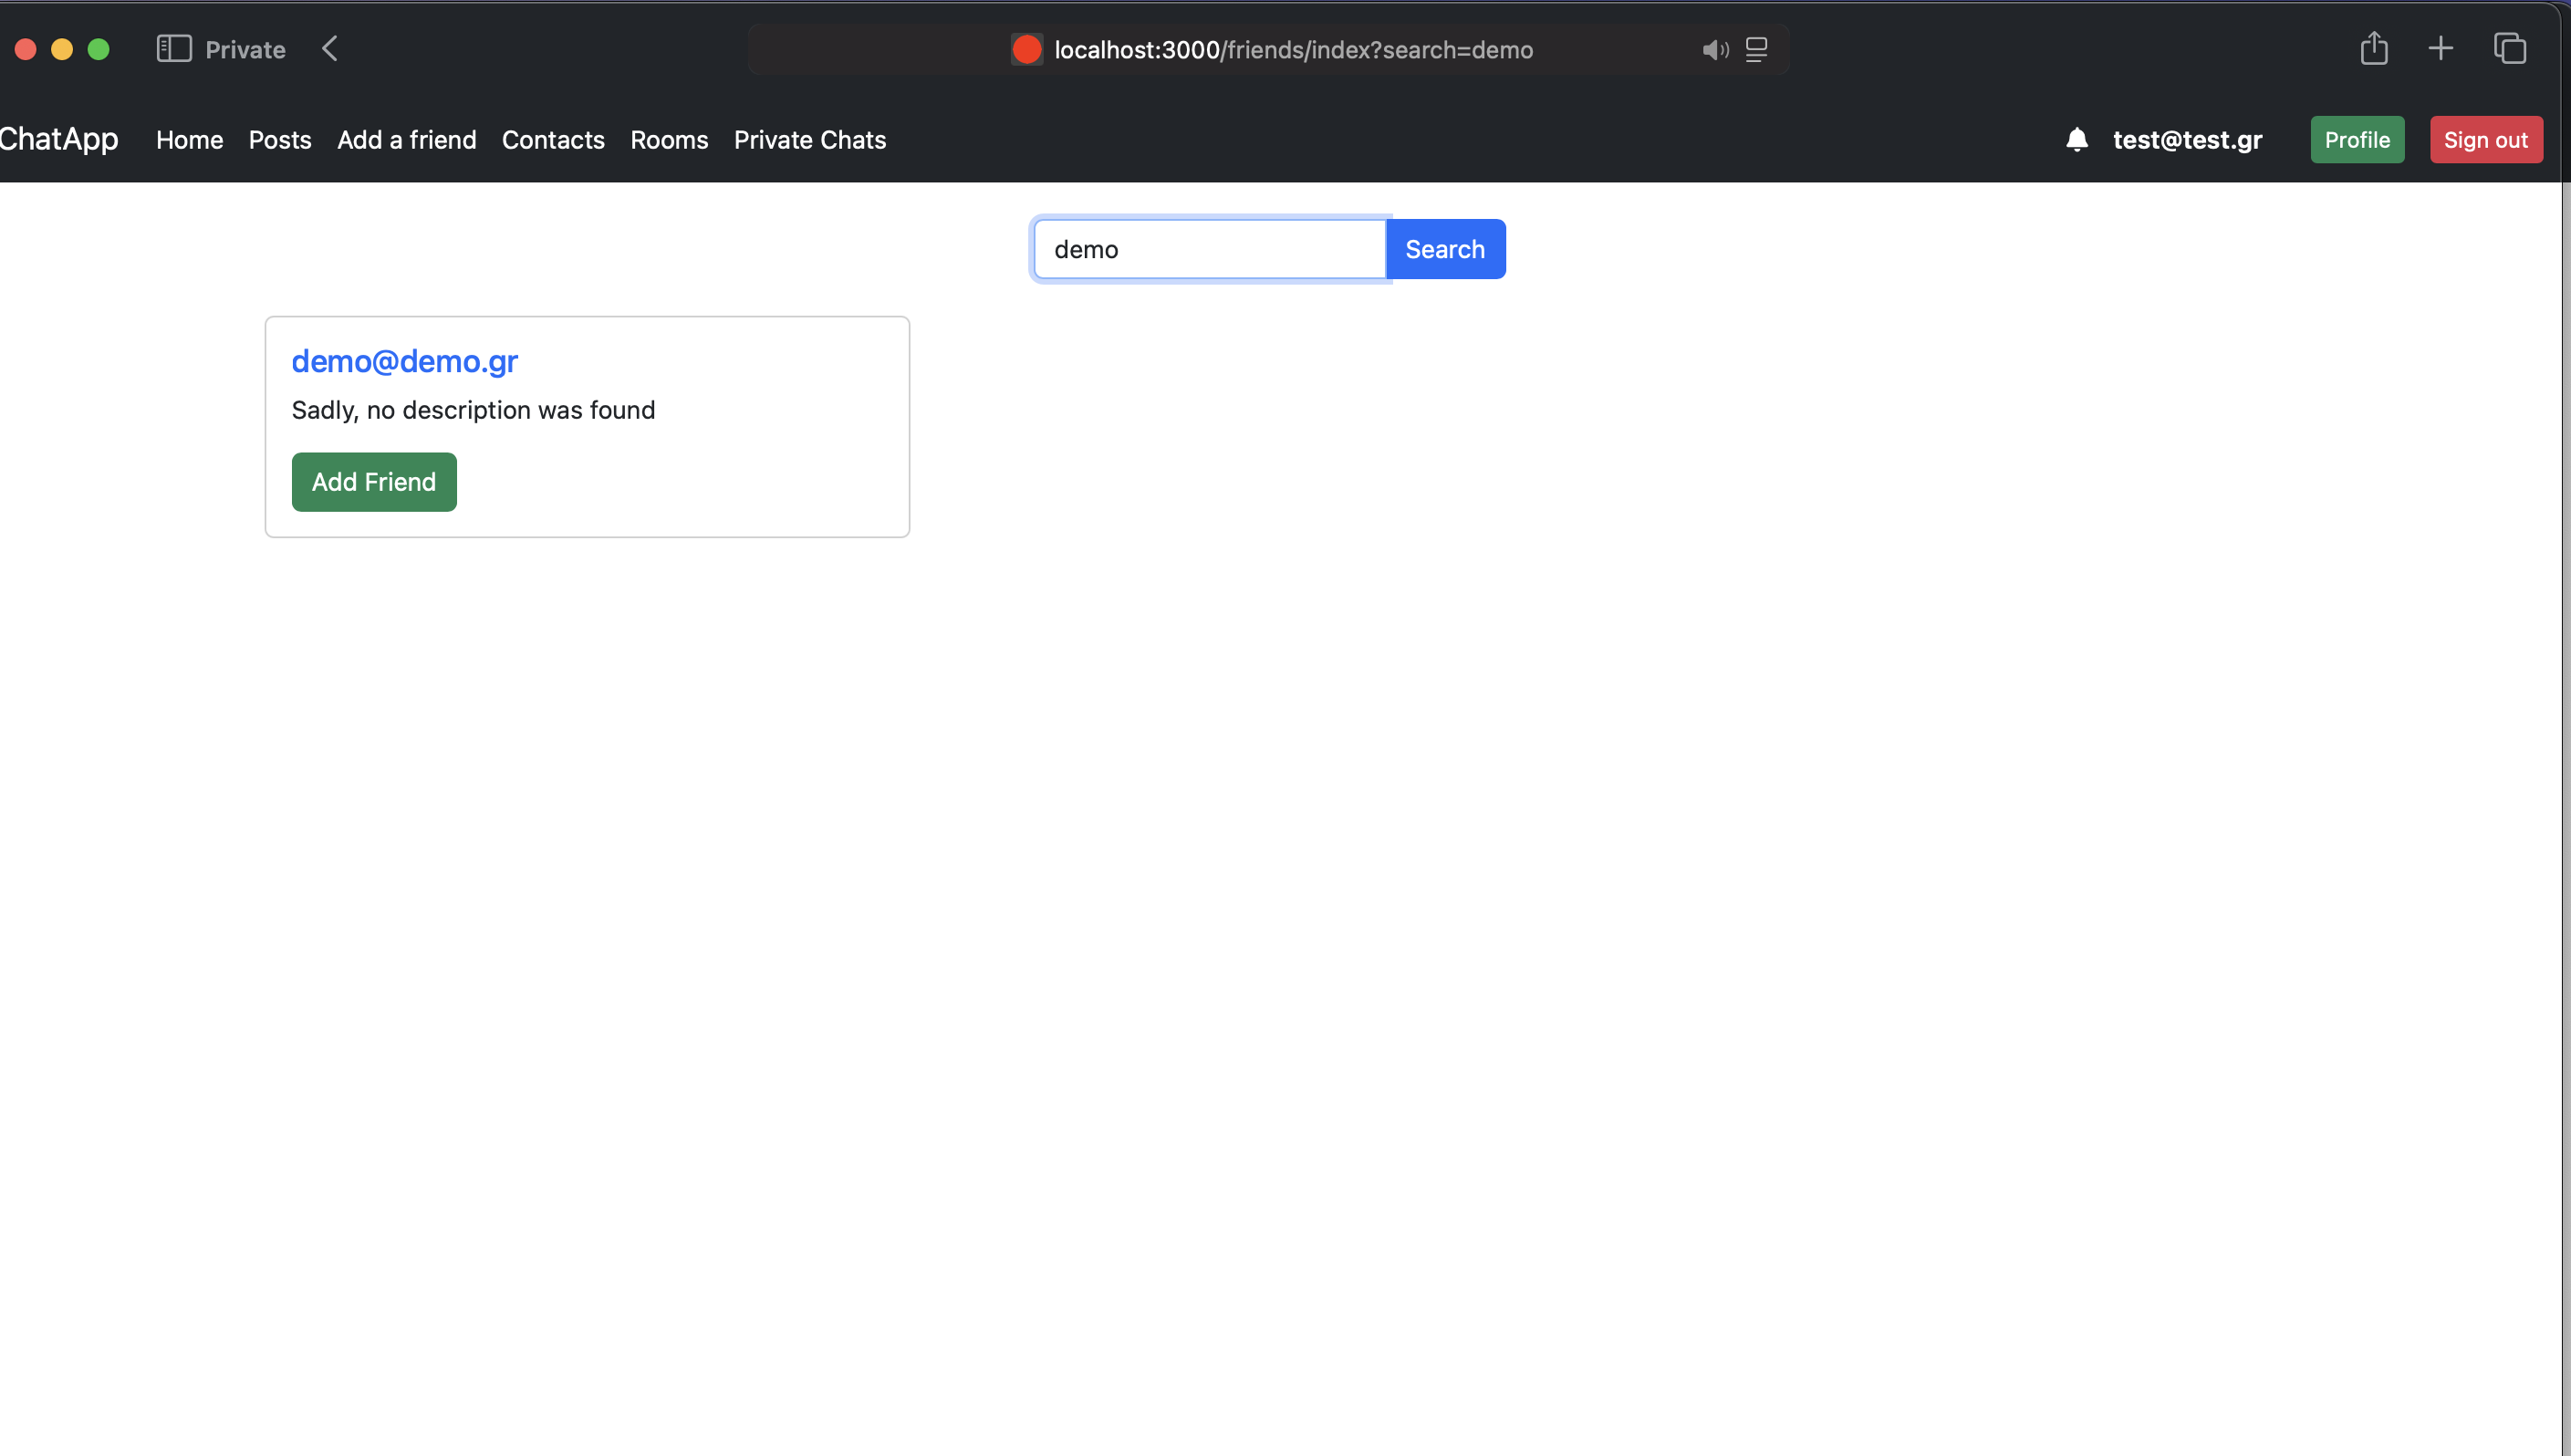 Private
localhost:3000/friends/index?search=demo
ChatApp Home Posts Add a friend Contacts Rooms Private Chats test@test.gr Profile Sign out
demo Search
demo@demo.gr
Sadly, no description was found
Add Friend